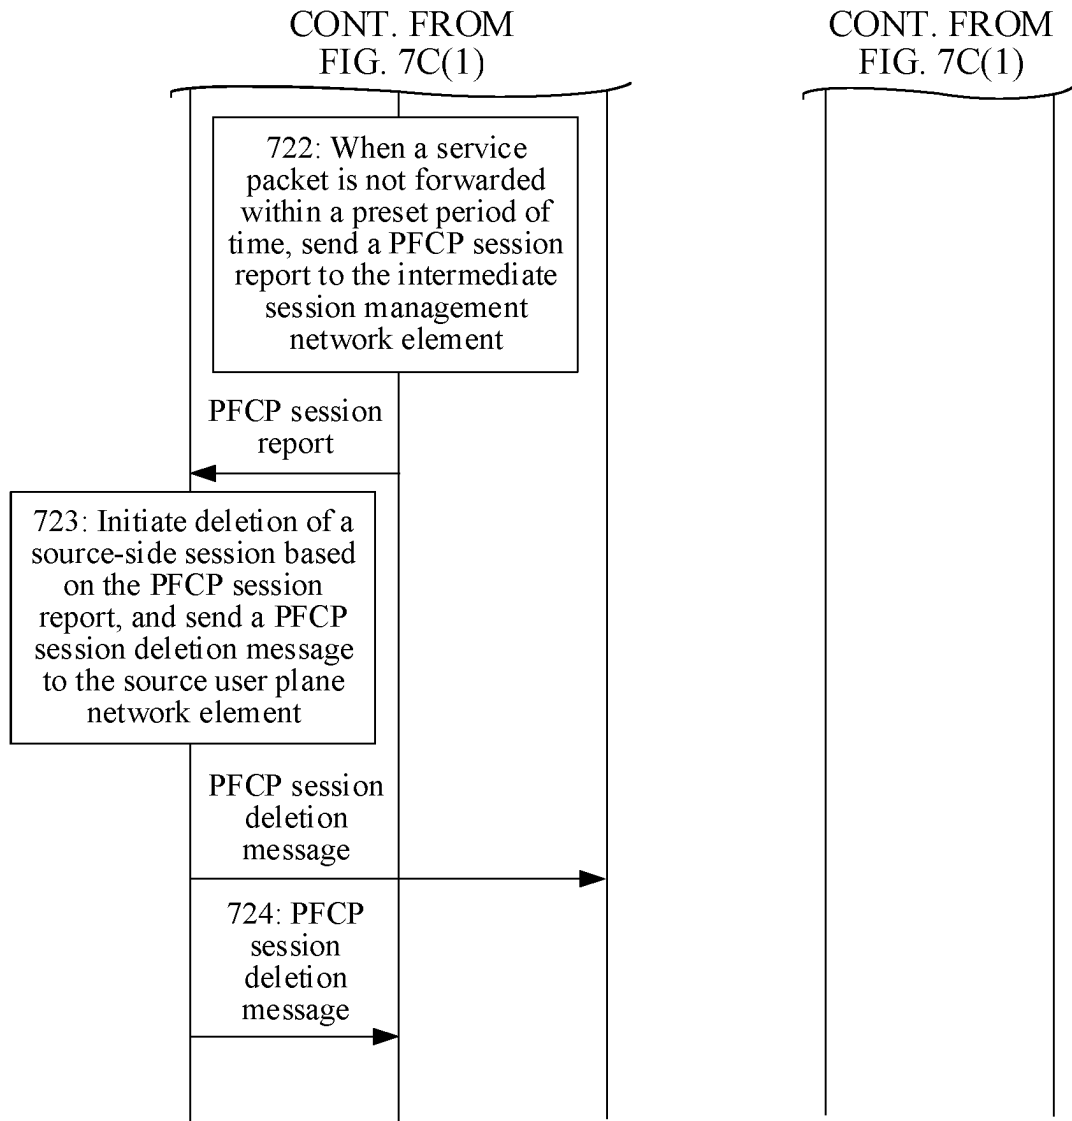 CONT. FROM
FIG. 7C(1)
CONT. FROM
FIG. 7C(1)
722: When a service
packet is not forwarded
within a preset period of
time, send a PFCP session
report to the intermediate
session management
network element
PFCP session
report
723: Initiate deletion of a
source-side session based
on the PFCP session
report, and send a PFCP
session deletion message
to the source user plane
network element
PFCP session
deletion
message
724: PFCP
session
deletion
message